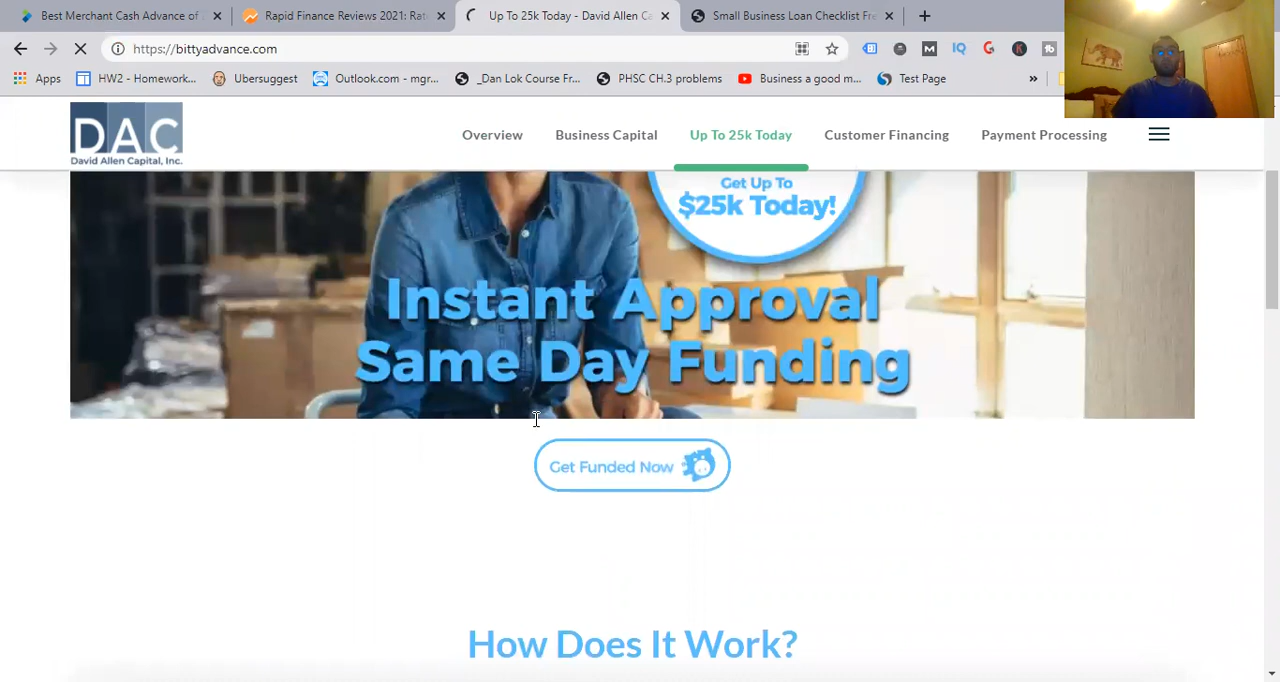 Best Merchant Cash Advance of
Rapid Finance Reviews 2021: Rat
Up To 25k Today - David Allen Ca
Small Business Loan Checklist Fre
https://bittyadvance.com
Apps
HW2 - Homework...
Ubersuggest
Outlook.com - mgr...
_Dan Lok Course Fr...
PHSC CH.3 problems
Business a good m...
Test Page
»
DAC
David Allen Capital, Inc.
Overview
Business Capital
Up To 25k Today
Customer Financing
Payment Processing
Get Up To
$25k Today!
Instant Approval
Same Day Funding
Get Funded Now
How Does It Work?